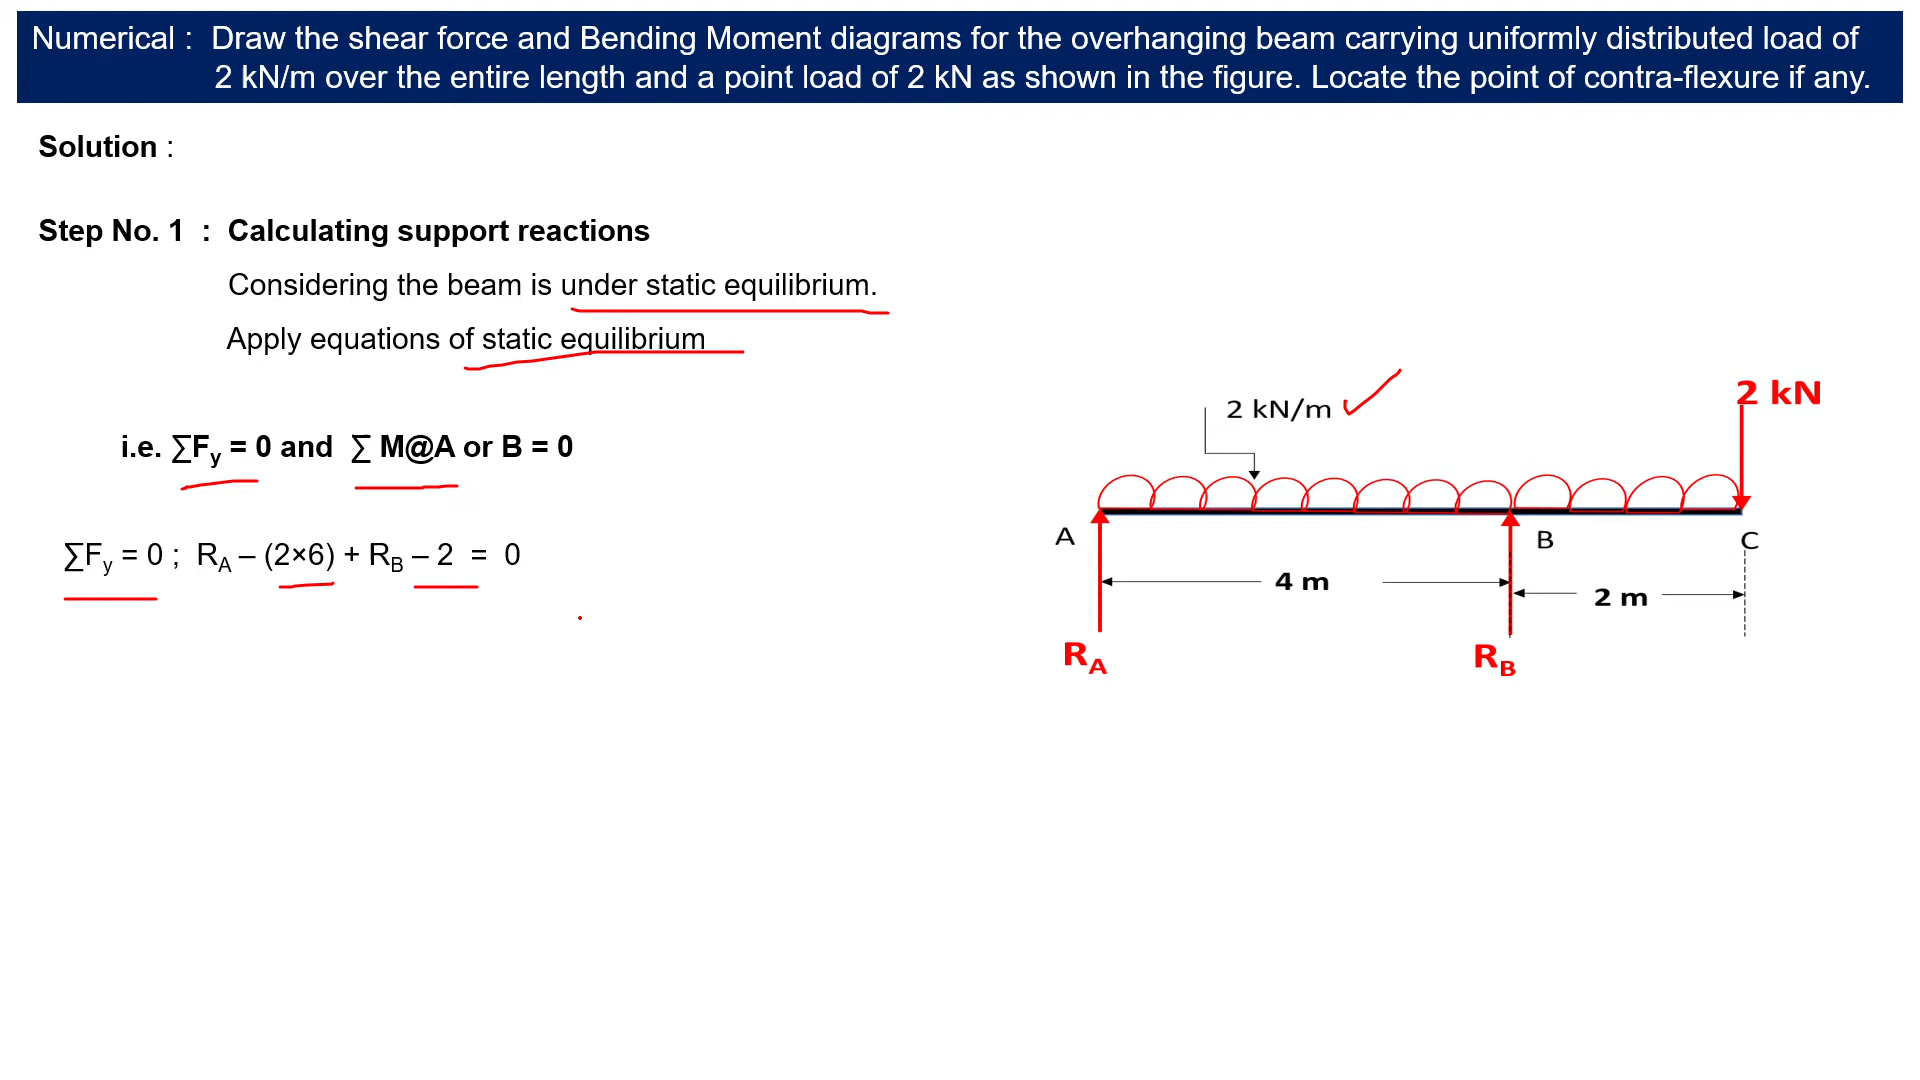 Numerical : Draw the shear force and Bending Moment diagrams for the overhanging beam carrying uniformly distributed load of
2 kN/m over the entire length and a point load of 2 kN as shown in the figure. Locate the point of contra-flexure if any.
Solution :
Step No. 1 : Calculating support reactions
Considering the beam is under static equilibrium.
Apply equations of static equilibrium
i.e. ∑Fy = 0 and ∑ M@A or B = 0
∑Fy = 0 ; RA – (2×6) + RB – 2 = 0
2 kN
2 kN/m
A
B
C
4 m
2 m
RA
RB